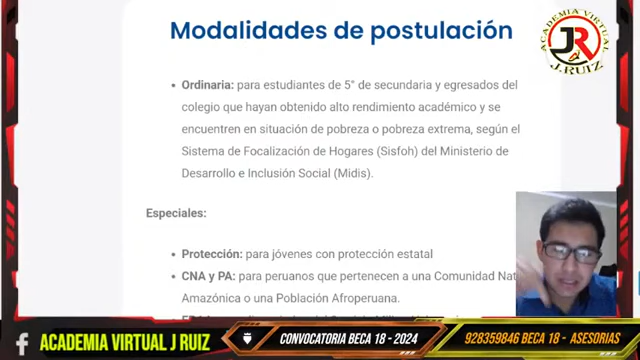 Modalidades de postulación
ACADEMIA VIRTUAL
JR
J.RUIZ
• Ordinaria: para estudiantes de 5° de secundaria y egresados del
colegio que hayan obtenido alto rendimiento académico y se
encuentren en situación de pobreza o pobreza extrema, según el
Sistema de Focalización de Hogares (Sisfoh) del Ministerio de
Desarrollo e Inclusión Social (Midis).
Especiales:
• Protección: para jóvenes con protección estatal
• CNA y PA: para peruanos que pertenecen a una Comunidad Nat
Amazónica o una Población Afroperuana.
f ACADEMIA VIRTUAL J RUIZ
CONVOCATORIA BECA 18 - 2024
928359846 BECA 18 - ASESORIAS